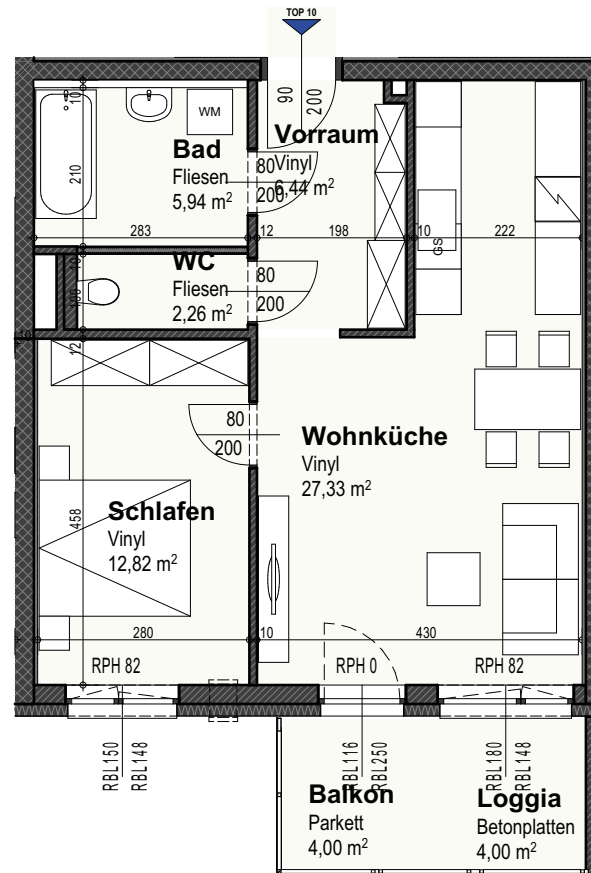 TOP 10
90
200
10
WM
Bad
Fliesen
5,94 m²
Vorraum
Vinyl
6,44 m²
80
200
210
283
12
198
10
222
GS
10
WC
Fliesen
2,26 m²
80
200
100
12
80
200
Wohnküche
Vinyl
27,33 m²
Schlafen
Vinyl
12,82 m²
458
280
10
430
RPH 82
RPH 0
RPH 82
RBL150
RBL148
RBL116
RBL250
RBL180
RBL148
Balkon
Parkett
4,00 m²
Loggia
Betonplatten
4,00 m²